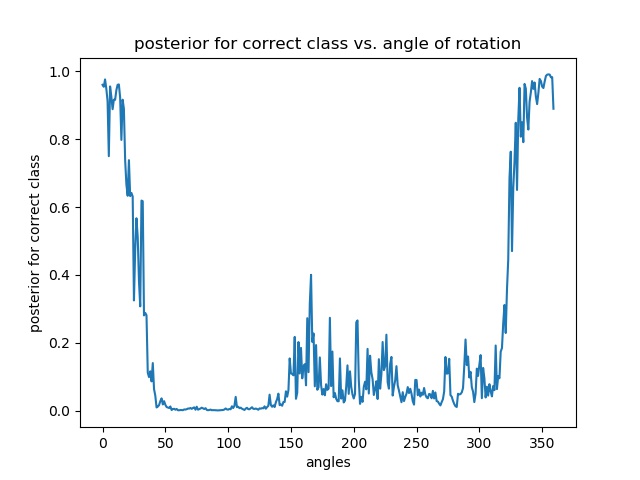 posterior for correct class vs. angle of rotation
posterior for correct class
1.0
0.8
0.6
0.4
0.2
0.0
0 50 100 150 200 250 300 350
angles